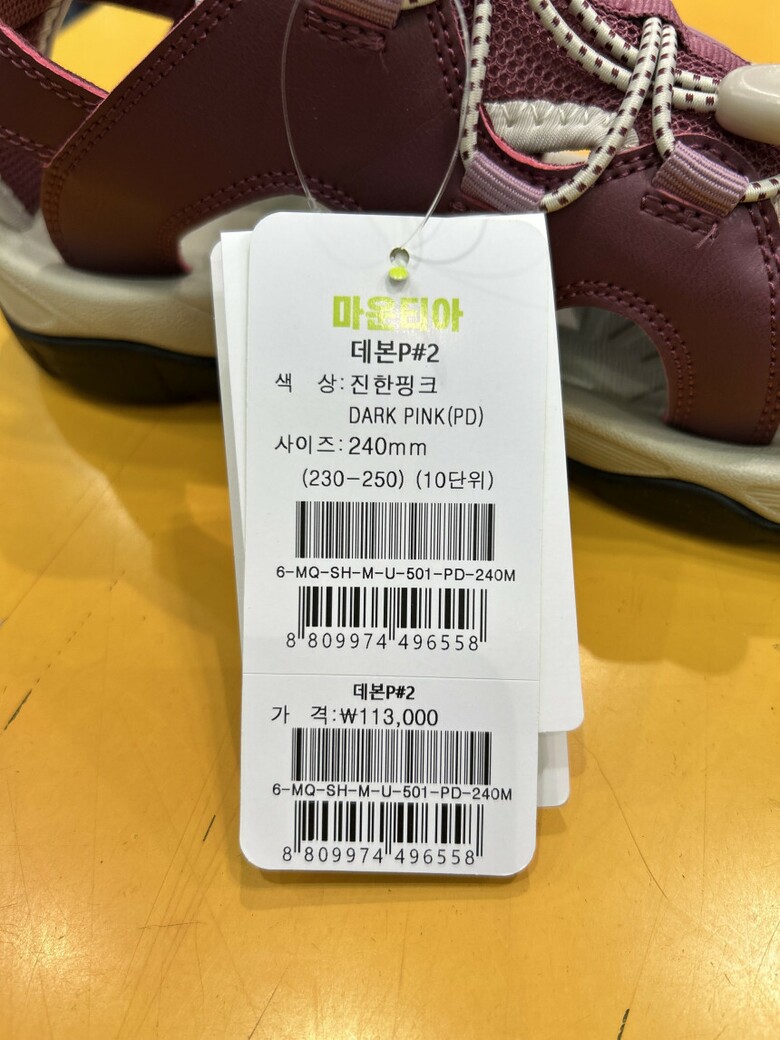 마운티아
데본P#2
색 상:진한핑크
DARK PINK(PD)
사이즈:240mm
(230-250) (10단위)
6-MQ-SH-M-U-501-PD-240M
8 809974 496558
데본P#2
가 격:₩113,000
6-MQ-SH-M-U-501-PD-240M
8 809974 496558